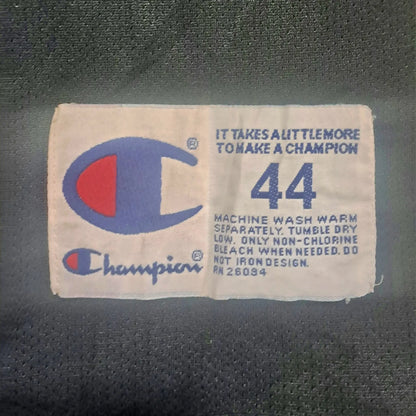 ®
Champion®
IT TAKES A LITTLE MORE
TO MAKE A CHAMPION
44
MACHINE WASH WARM
SEPARATELY. TUMBLE DRY
LOW. ONLY NON-CHLORINE
BLEACH WHEN NEEDED. DO
NOT IRON DESIGN.
RN 26094